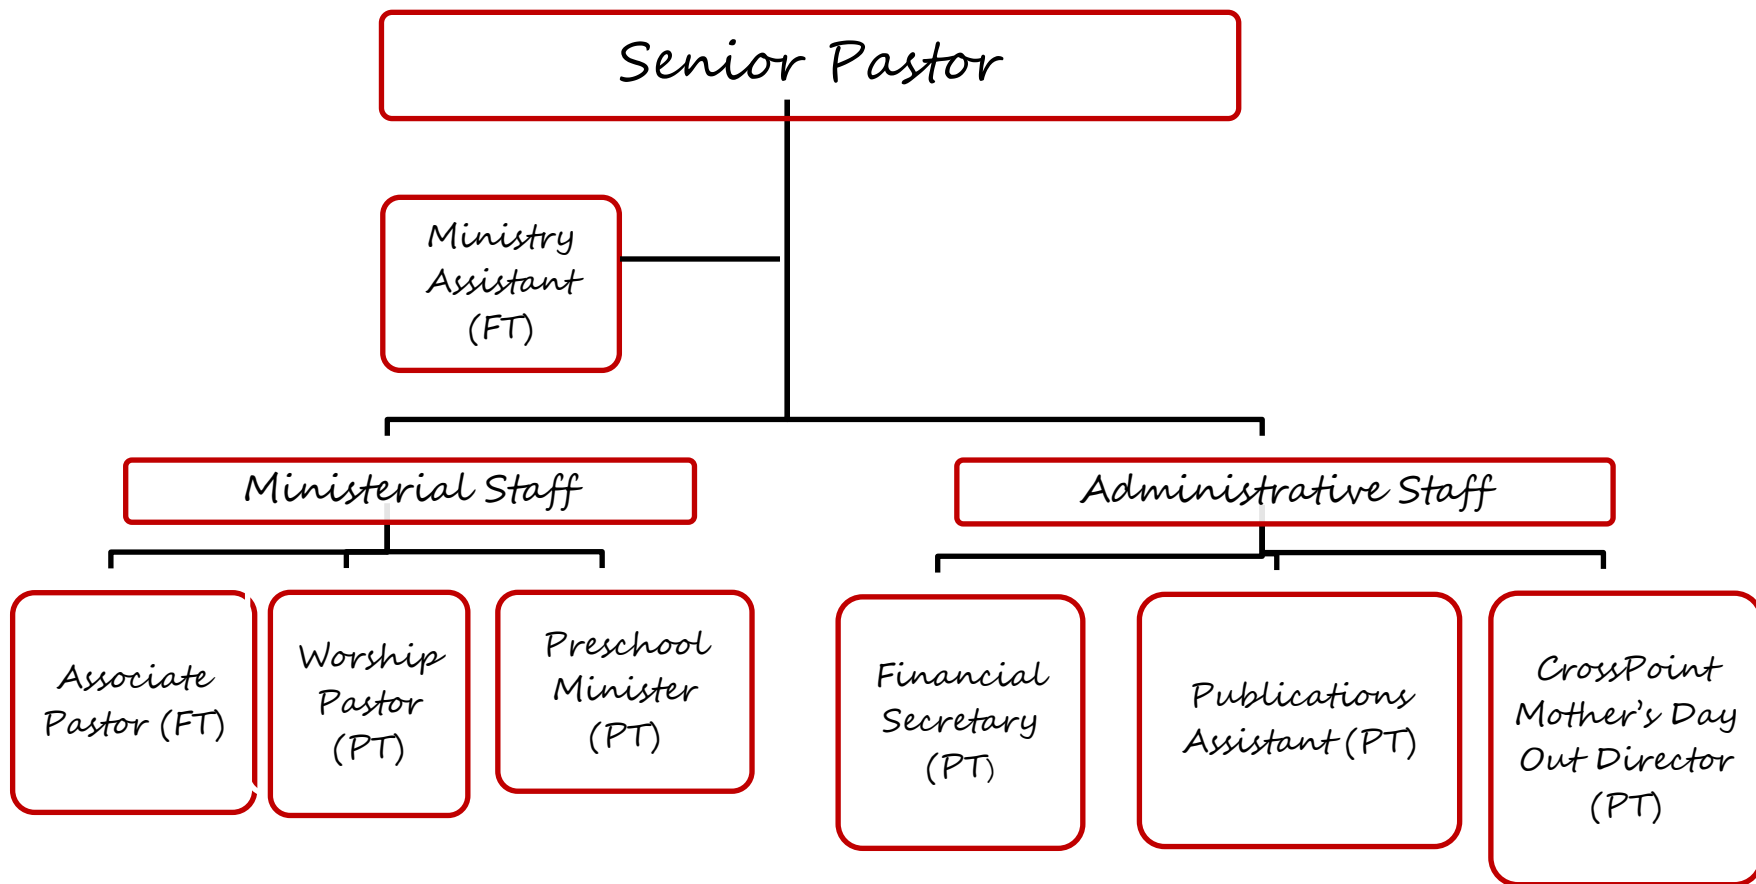 Senior Pastor
Ministry
Assistant
(FT)
Ministerial Staff
Administrative Staff
Associate
Pastor (FT)
Worship
Pastor
(PT)
Preschool
Minister
(PT)
Financial
Secretary
(PT)
Publications
Assistant (PT)
CrossPoint
Mother's Day
Out Director
(PT)